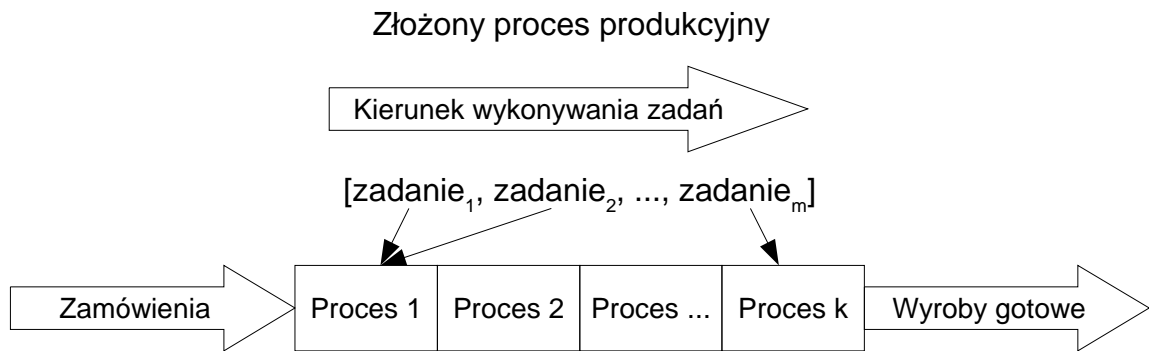 Złożony proces produkcyjny
Kierunek wykonywania zadań
[zadanie₁, zadanie₂, ..., zadanieₘ]
Zamówienia
Proces 1
Proces 2
Proces ...
Proces k
Wyroby gotowe